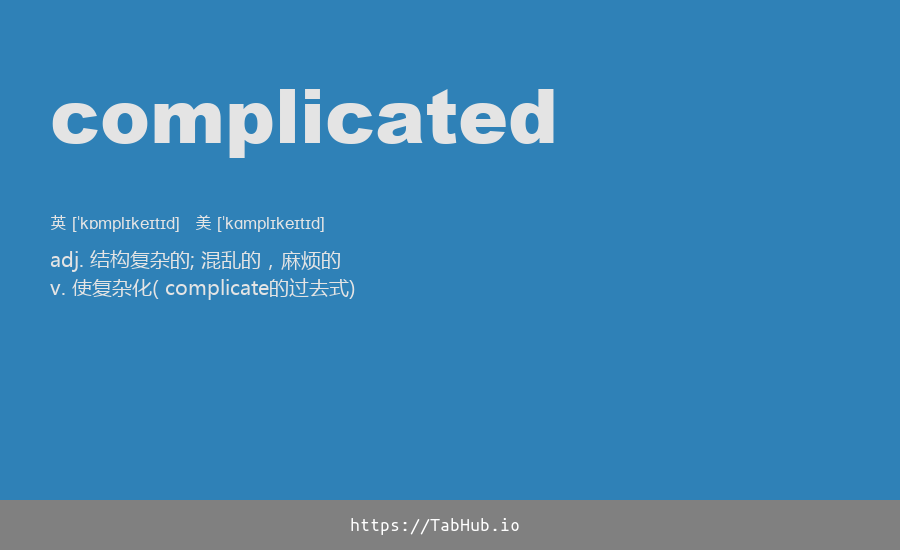 complicated
英 [ˈkɒmplɪkeɪtɪd] 美 [ˈkɑmplɪkeɪtɪd]
adj. 结构复杂的; 混乱的，麻烦的
v. 使复杂化( complicate的过去式)
https://TabHub.io